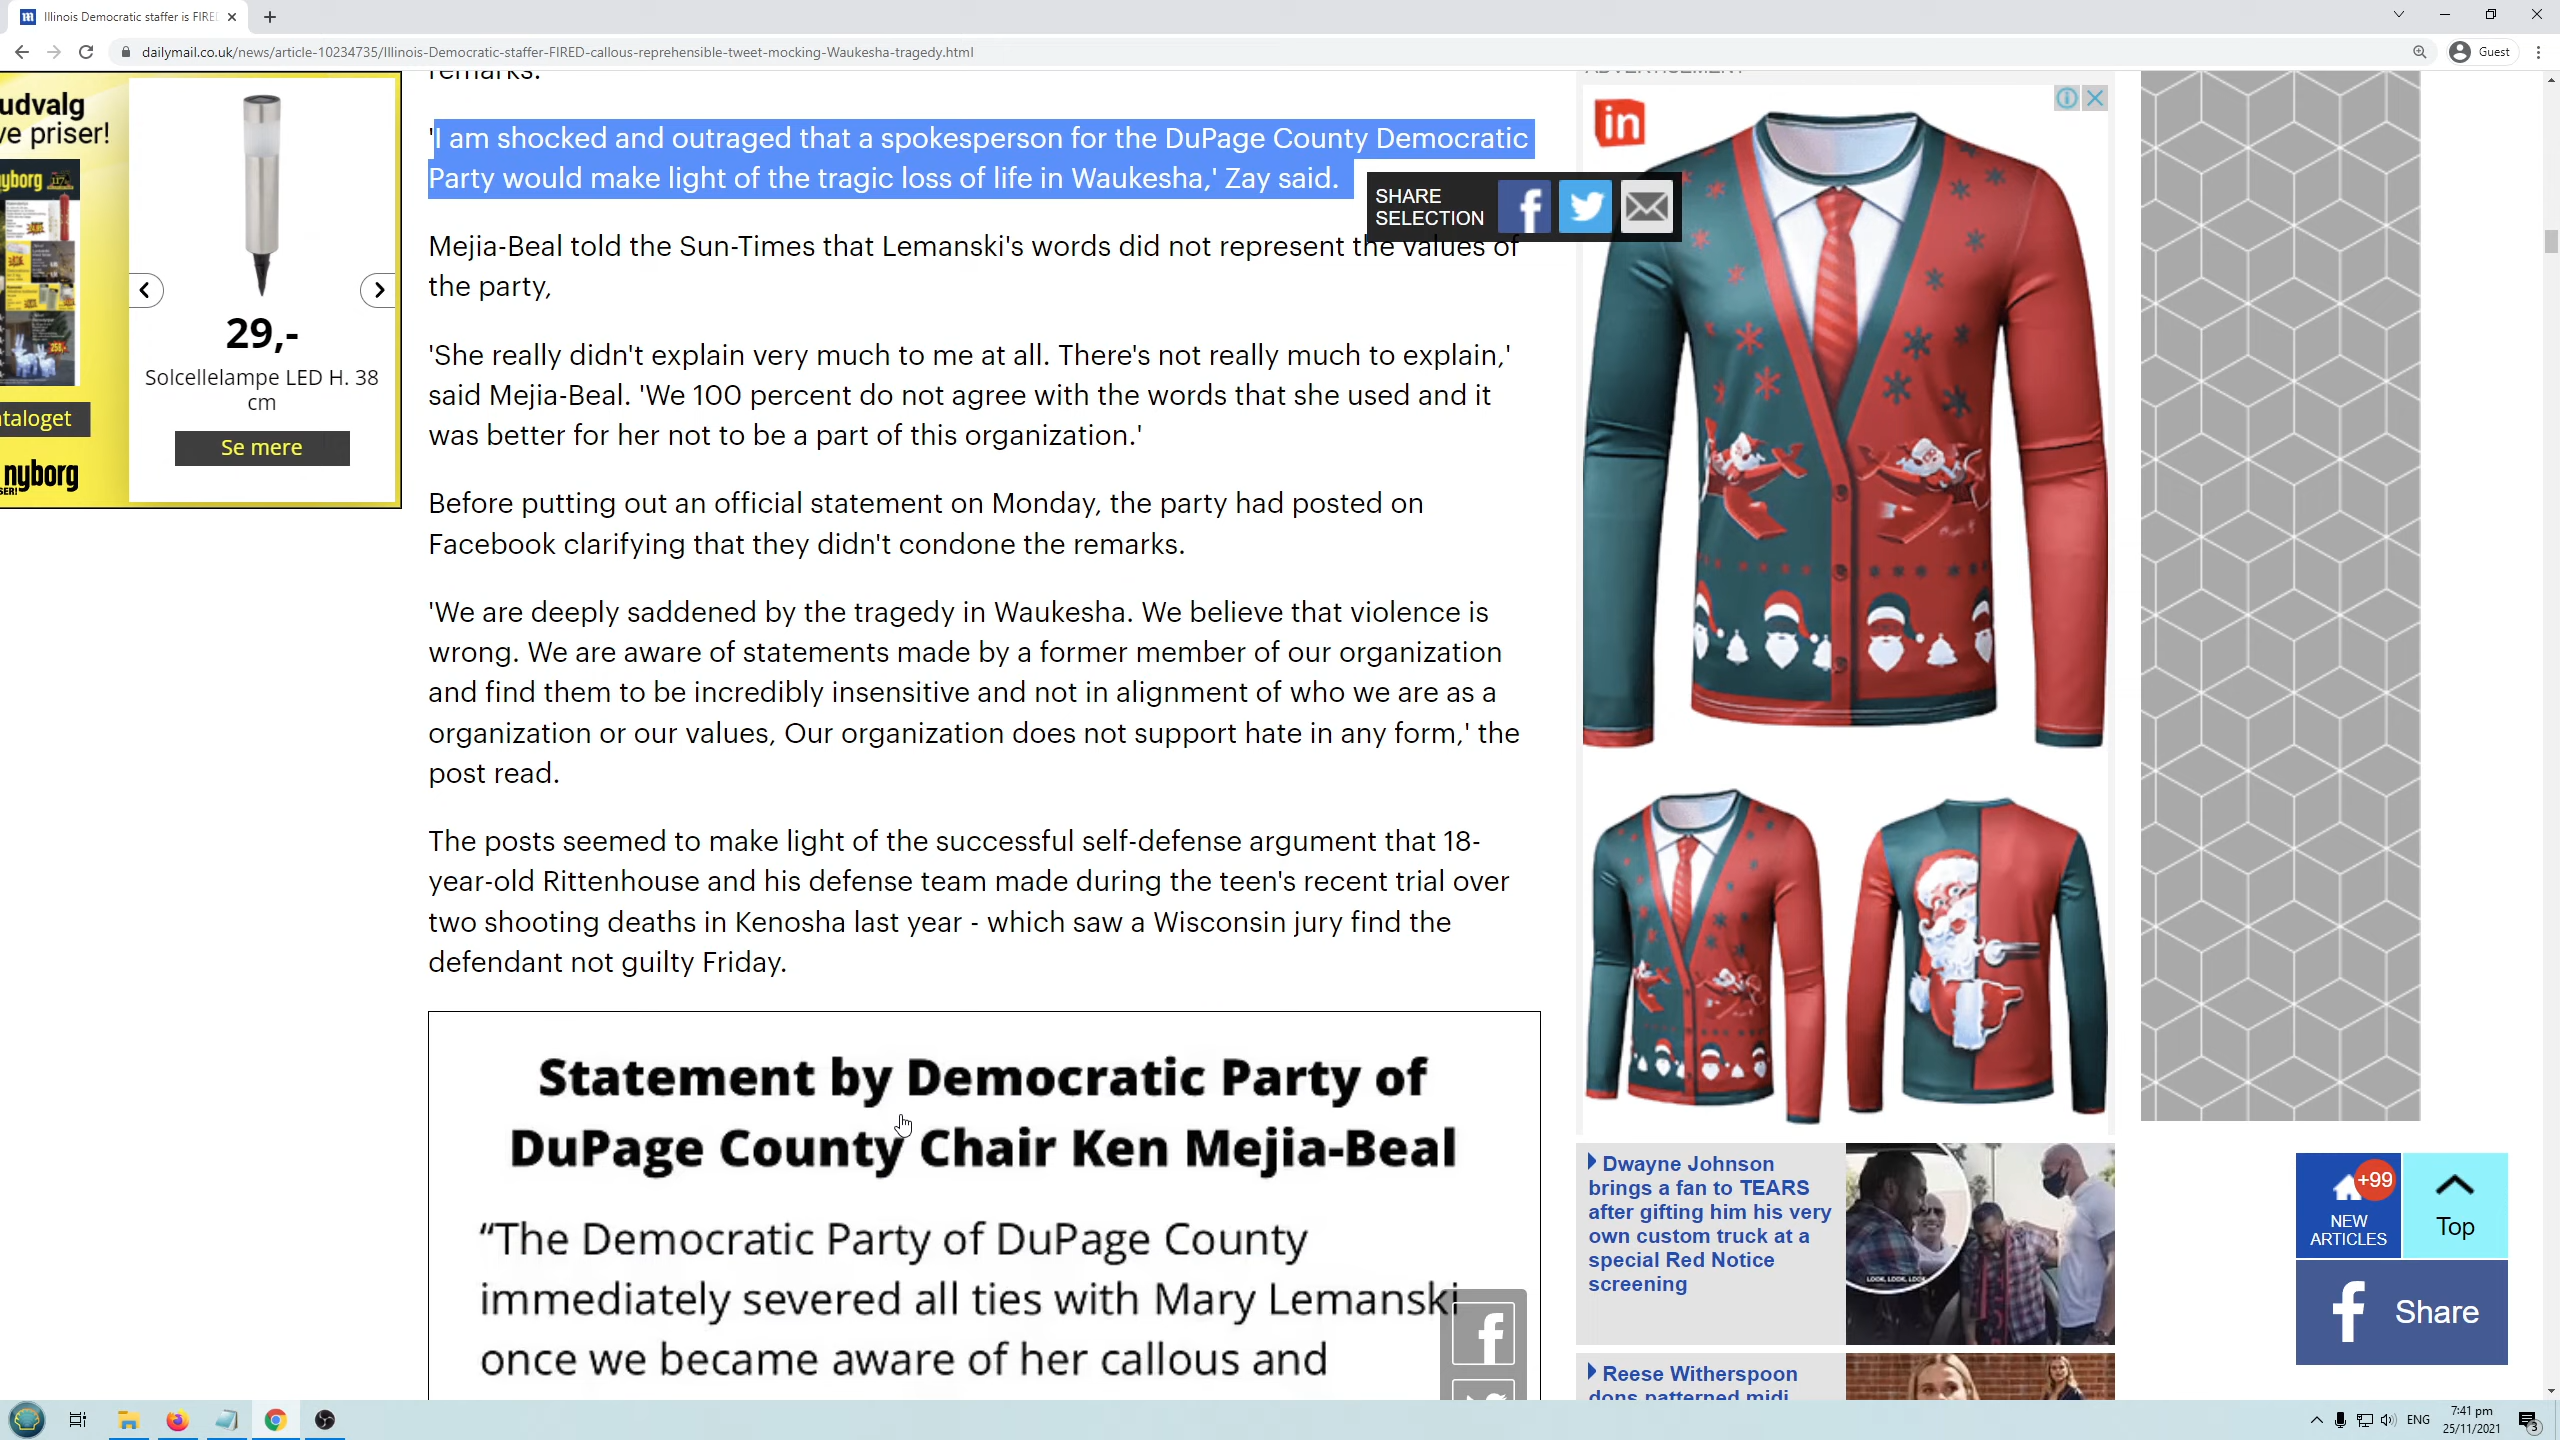 Illinois Democratic staffer is FIRE
dailymail.co.uk/news/article-10234735/Illinois-Democratic-staffer-FIRED-callous-reprehensible-tweet-mocking-Waukesha-tragedy.html
Guest
udvalg
ve priser!
nyborg
ataloget
nyborg
29,-
Solcellelampe LED H. 38
cm
Se mere
remarks.
'I am shocked and outraged that a spokesperson for the DuPage County Democratic
Party would make light of the tragic loss of life in Waukesha,' Zay said.
SHARE
SELECTION
Mejia-Beal told the Sun-Times that Lemanski's words did not represent the values of
the party,
'She really didn't explain very much to me at all. There's not really much to explain,'
said Mejia-Beal. 'We 100 percent do not agree with the words that she used and it
was better for her not to be a part of this organization.'
Before putting out an official statement on Monday, the party had posted on
Facebook clarifying that they didn't condone the remarks.
'We are deeply saddened by the tragedy in Waukesha. We believe that violence is
wrong. We are aware of statements made by a former member of our organization
and find them to be incredibly insensitive and not in alignment of who we are as a
organization or our values, Our organization does not support hate in any form,' the
post read.
The posts seemed to make light of the successful self-defense argument that 18-
year-old Rittenhouse and his defense team made during the teen's recent trial over
two shooting deaths in Kenosha last year - which saw a Wisconsin jury find the
defendant not guilty Friday.
Statement by Democratic Party of
DuPage County Chair Ken Mejia-Beal
“The Democratic Party of DuPage County
immediately severed all ties with Mary Lemanski
once we became aware of her callous and
ADVERTISEMENT
in
Dwayne Johnson
brings a fan to TEARS
after gifting him his very
own custom truck at a
special Red Notice
screening
LOOK, LOOK, LOOK
Reese Witherspoon
dons patterned midi
+99
NEW
ARTICLES
Top
Share
ENG
7:41 pm
25/11/2021
3